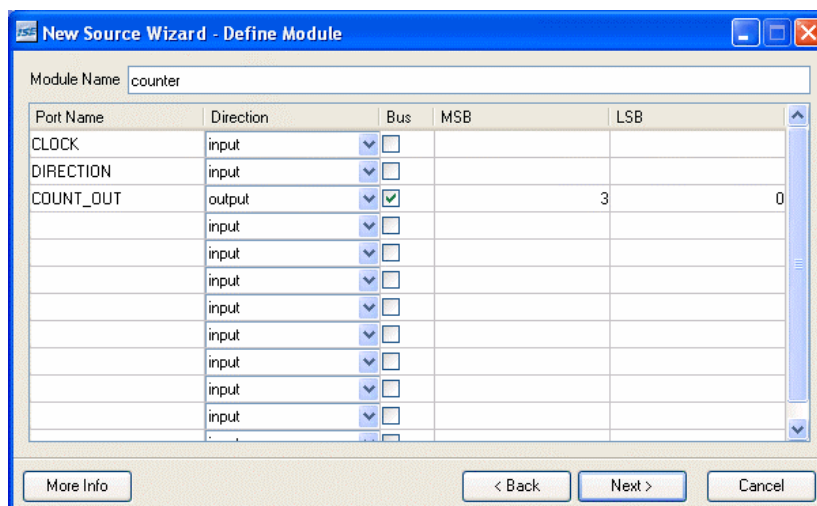 ISE New Source Wizard - Define Module
Module Name counter
Port Name Direction Bus MSB LSB
CLOCK input
DIRECTION input
COUNT_OUT output 3 0
input
input
input
input
input
input
input
input
More Info < Back Next > Cancel